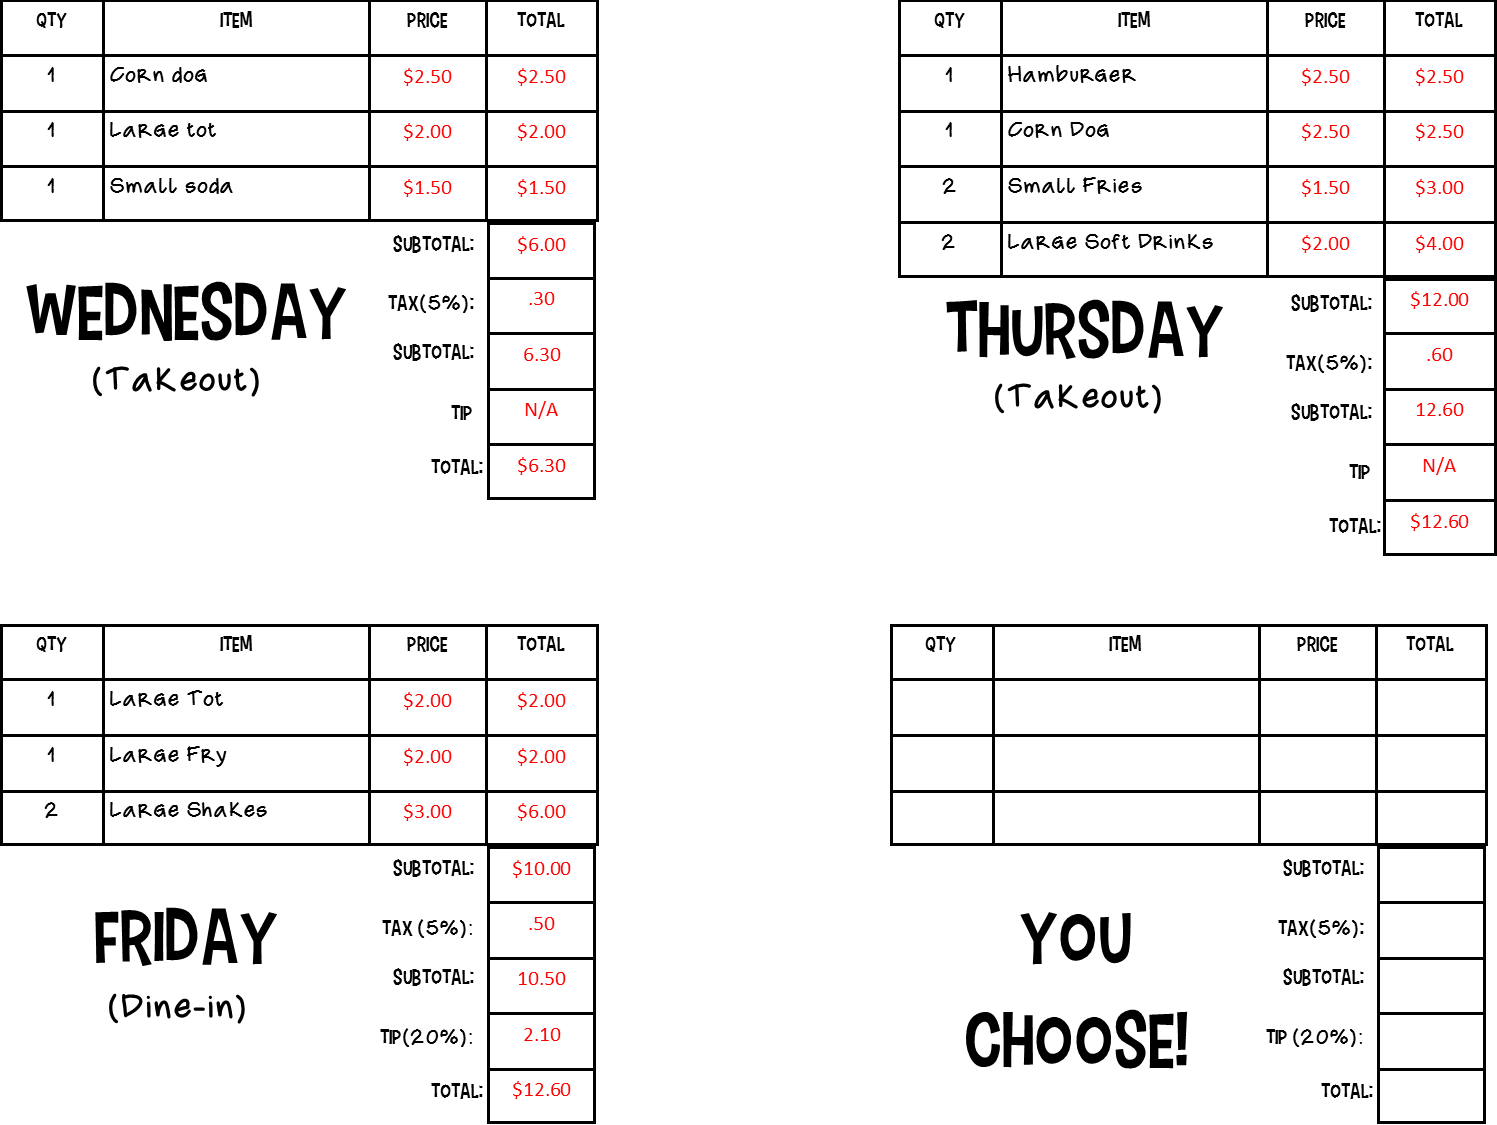 QTY ITEM PRICE TOTAL
1 Corn dog $2.50 $2.50
1 Large tot $2.00 $2.00
1 Small soda $1.50 $1.50
SUBTOTAL: $6.00
TAX(5%): .30
SUBTOTAL: 6.30
TIP N/A
TOTAL: $6.30
WEDNESDAY
(Takeout)
QTY ITEM PRICE TOTAL
1 Hamburger $2.50 $2.50
1 Corn Dog $2.50 $2.50
2 Small Fries $1.50 $3.00
2 Large Soft Drinks $2.00 $4.00
SUBTOTAL: $12.00
TAX(5%): .60
SUBTOTAL: 12.60
TIP N/A
TOTAL: $12.60
THURSDAY
(Takeout)
QTY ITEM PRICE TOTAL
1 Large Tot $2.00 $2.00
1 Large Fry $2.00 $2.00
2 Large Shakes $3.00 $6.00
SUBTOTAL: $10.00
TAX (5%): .50
SUBTOTAL: 10.50
TIP(20%): 2.10
TOTAL: $12.60
FRIDAY
(Dine-in)
QTY ITEM PRICE TOTAL
SUBTOTAL:
TAX(5%):
SUBTOTAL:
TIP (20%):
TOTAL:
YOU
CHOOSE!